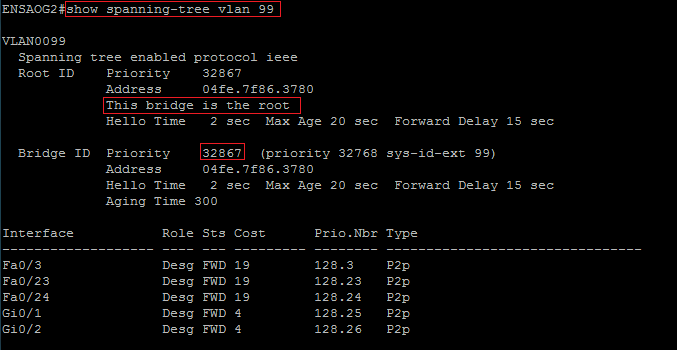 ENSAOG2#show spanning-tree vlan 99
VLAN0099
Spanning tree enabled protocol ieee
Root ID Priority 32867
Address 04fe.7f86.3780
This bridge is the root
Hello Time 2 sec Max Age 20 sec Forward Delay 15 sec
Bridge ID Priority 32867 (priority 32768 sys-id-ext 99)
Address 04fe.7f86.3780
Hello Time 2 sec Max Age 20 sec Forward Delay 15 sec
Aging Time 300
Interface Role Sts Cost Prio.Nbr Type
------------------- ---- --- --------- -------- --------------------------------
Fa0/3 Desg FWD 19 128.3 P2p
Fa0/23 Desg FWD 19 128.23 P2p
Fa0/24 Desg FWD 19 128.24 P2p
Gi0/1 Desg FWD 4 128.25 P2p
Gi0/2 Desg FWD 4 128.26 P2p